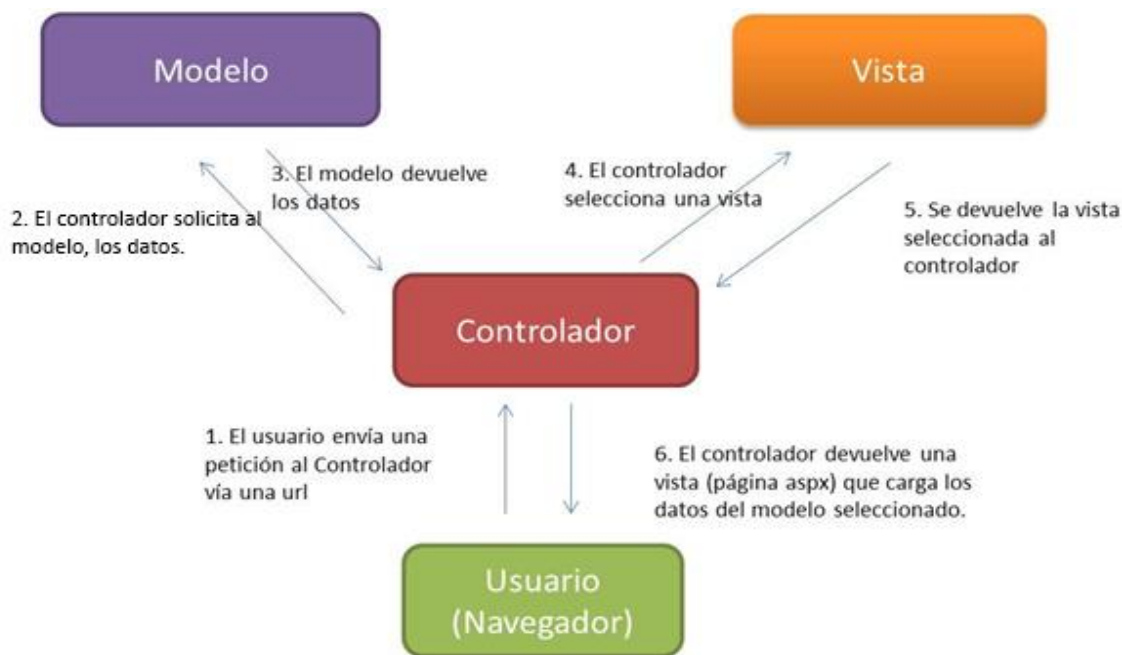 Modelo
Vista
3. El modelo devuelve
los datos
4. El controlador
selecciona una vista
2. El controlador solicita al
modelo, los datos.
5. Se devuelve la vista
seleccionada al
controlador
Controlador
1. El usuario envía una
petición al Controlador
vía una url
6. El controlador devuelve una
vista (página aspx) que carga los
datos del modelo seleccionado.
Usuario
(Navegador)